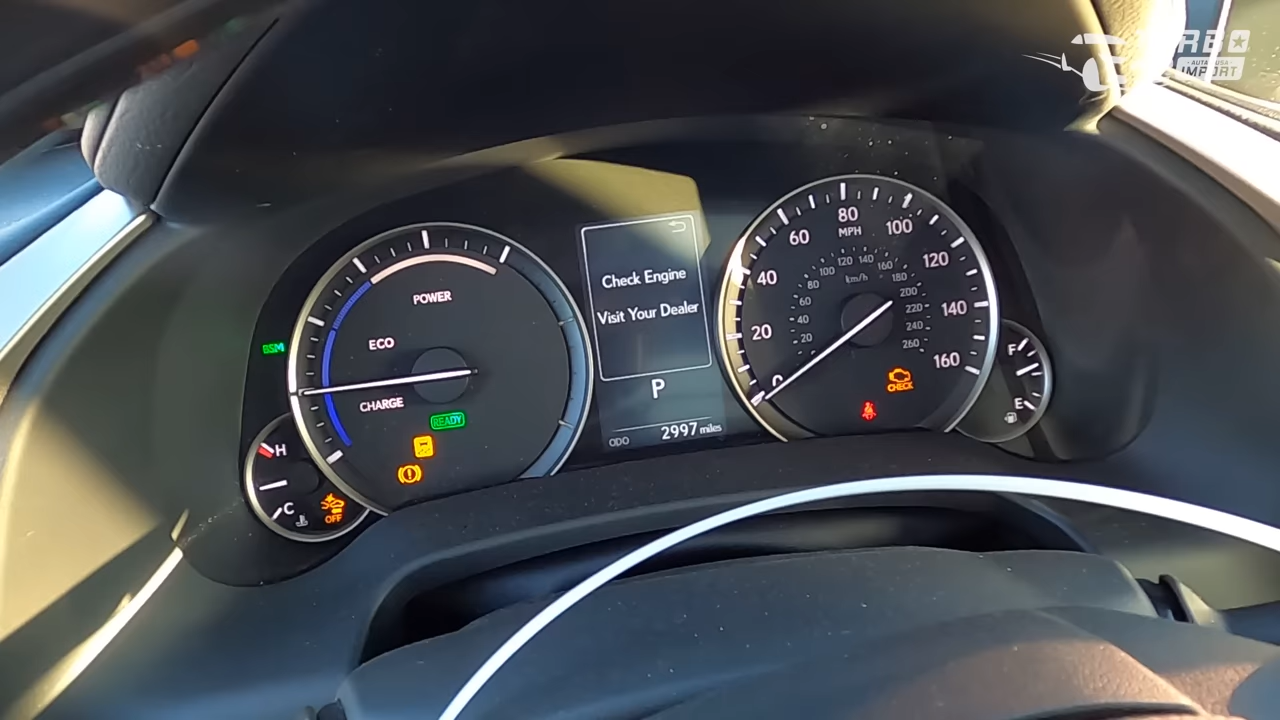 BSM
POWER
ECO
CHARGE
READY
H
C
OFF
Check Engine
Visit Your Dealer
P
ODO 2997 miles
0
20
40
60
80
100
120
140
160
MPH
km/h
20
40
60
80
100
120
140
160
180
200
220
240
260
CHECK
F
E
IMPORT